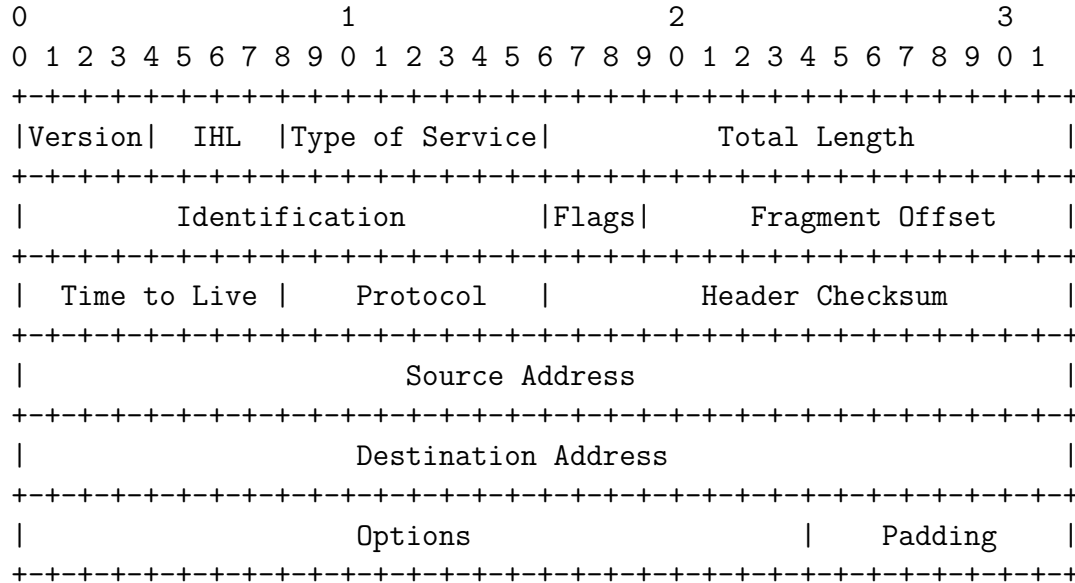 0                   1                   2                   3
0 1 2 3 4 5 6 7 8 9 0 1 2 3 4 5 6 7 8 9 0 1 2 3 4 5 6 7 8 9 0 1
+-+-+-+-+-+-+-+-+-+-+-+-+-+-+-+-+-+-+-+-+-+-+-+-+-+-+-+-+-+-+-+-+
|Version|  IHL  |Type of Service|          Total Length         |
+-+-+-+-+-+-+-+-+-+-+-+-+-+-+-+-+-+-+-+-+-+-+-+-+-+-+-+-+-+-+-+-+
|         Identification        |Flags|      Fragment Offset    |
+-+-+-+-+-+-+-+-+-+-+-+-+-+-+-+-+-+-+-+-+-+-+-+-+-+-+-+-+-+-+-+-+
|  Time to Live |    Protocol   |         Header Checksum       |
+-+-+-+-+-+-+-+-+-+-+-+-+-+-+-+-+-+-+-+-+-+-+-+-+-+-+-+-+-+-+-+-+
|                       Source Address                          |
+-+-+-+-+-+-+-+-+-+-+-+-+-+-+-+-+-+-+-+-+-+-+-+-+-+-+-+-+-+-+-+-+
|                    Destination Address                        |
+-+-+-+-+-+-+-+-+-+-+-+-+-+-+-+-+-+-+-+-+-+-+-+-+-+-+-+-+-+-+-+-+
|                    Options                    |    Padding    |
+-+-+-+-+-+-+-+-+-+-+-+-+-+-+-+-+-+-+-+-+-+-+-+-+-+-+-+-+-+-+-+-+